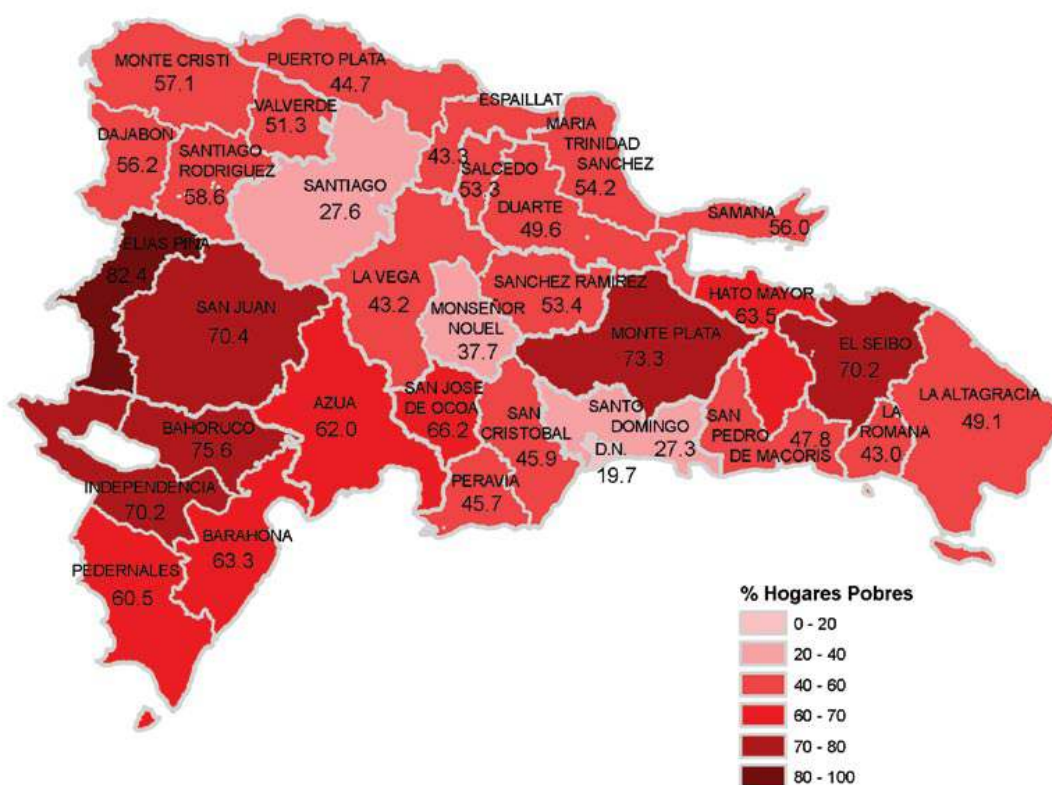 MONTE CRISTI
57.1
PUERTO PLATA
44.7
VALVERDE
51.3
ESPAILLAT
43.3
DAJABON
56.2
SANTIAGO
RODRIGUEZ
58.6
SANTIAGO
27.6
SALCEDO
53.3
MARIA
TRINIDAD
SANCHEZ
54.2
DUARTE
49.6
SAMANA
56.0
ELIAS PIÑA
82.4
SAN JUAN
70.4
LA VEGA
43.2
MONSEÑOR
NOUEL
37.7
SANCHEZ RAMIREZ
53.4
MONTE PLATA
73.3
HATO MAYOR
63.5
EL SEIBO
70.2
LA ALTAGRACIA
49.1
BAHORUCO
75.6
AZUA
62.0
SAN JOSE
DE OCOA
66.2
SAN
CRISTOBAL
45.9
SANTO
DOMINGO
27.3
D.N.
19.7
SAN
PEDRO
DE MACORIS
47.8
LA
ROMANA
43.0
INDEPENDENCIA
70.2
PERAVIA
45.7
BARAHONA
63.3
PEDERNALES
60.5
% Hogares Pobres
0 - 20
20 - 40
40 - 60
60 - 70
70 - 80
80 - 100